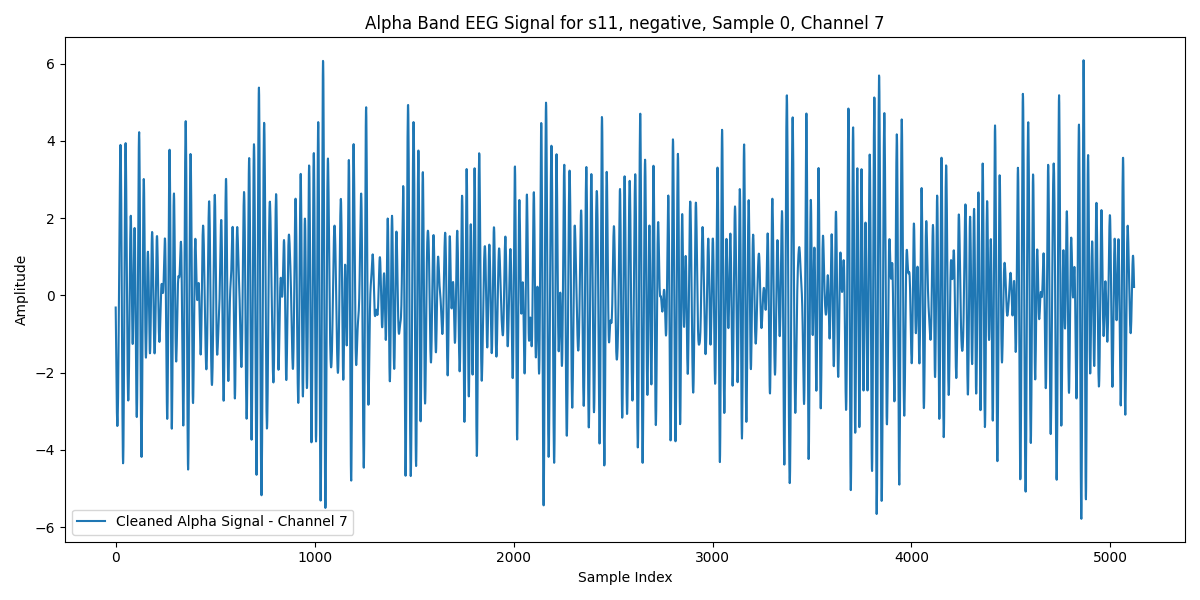 Alpha Band EEG Signal for s11, negative, Sample 0, Channel 7
Amplitude
6
4
2
0
−2
−4
−6
Cleaned Alpha Signal - Channel 7
0 1000 2000 3000 4000 5000
Sample Index